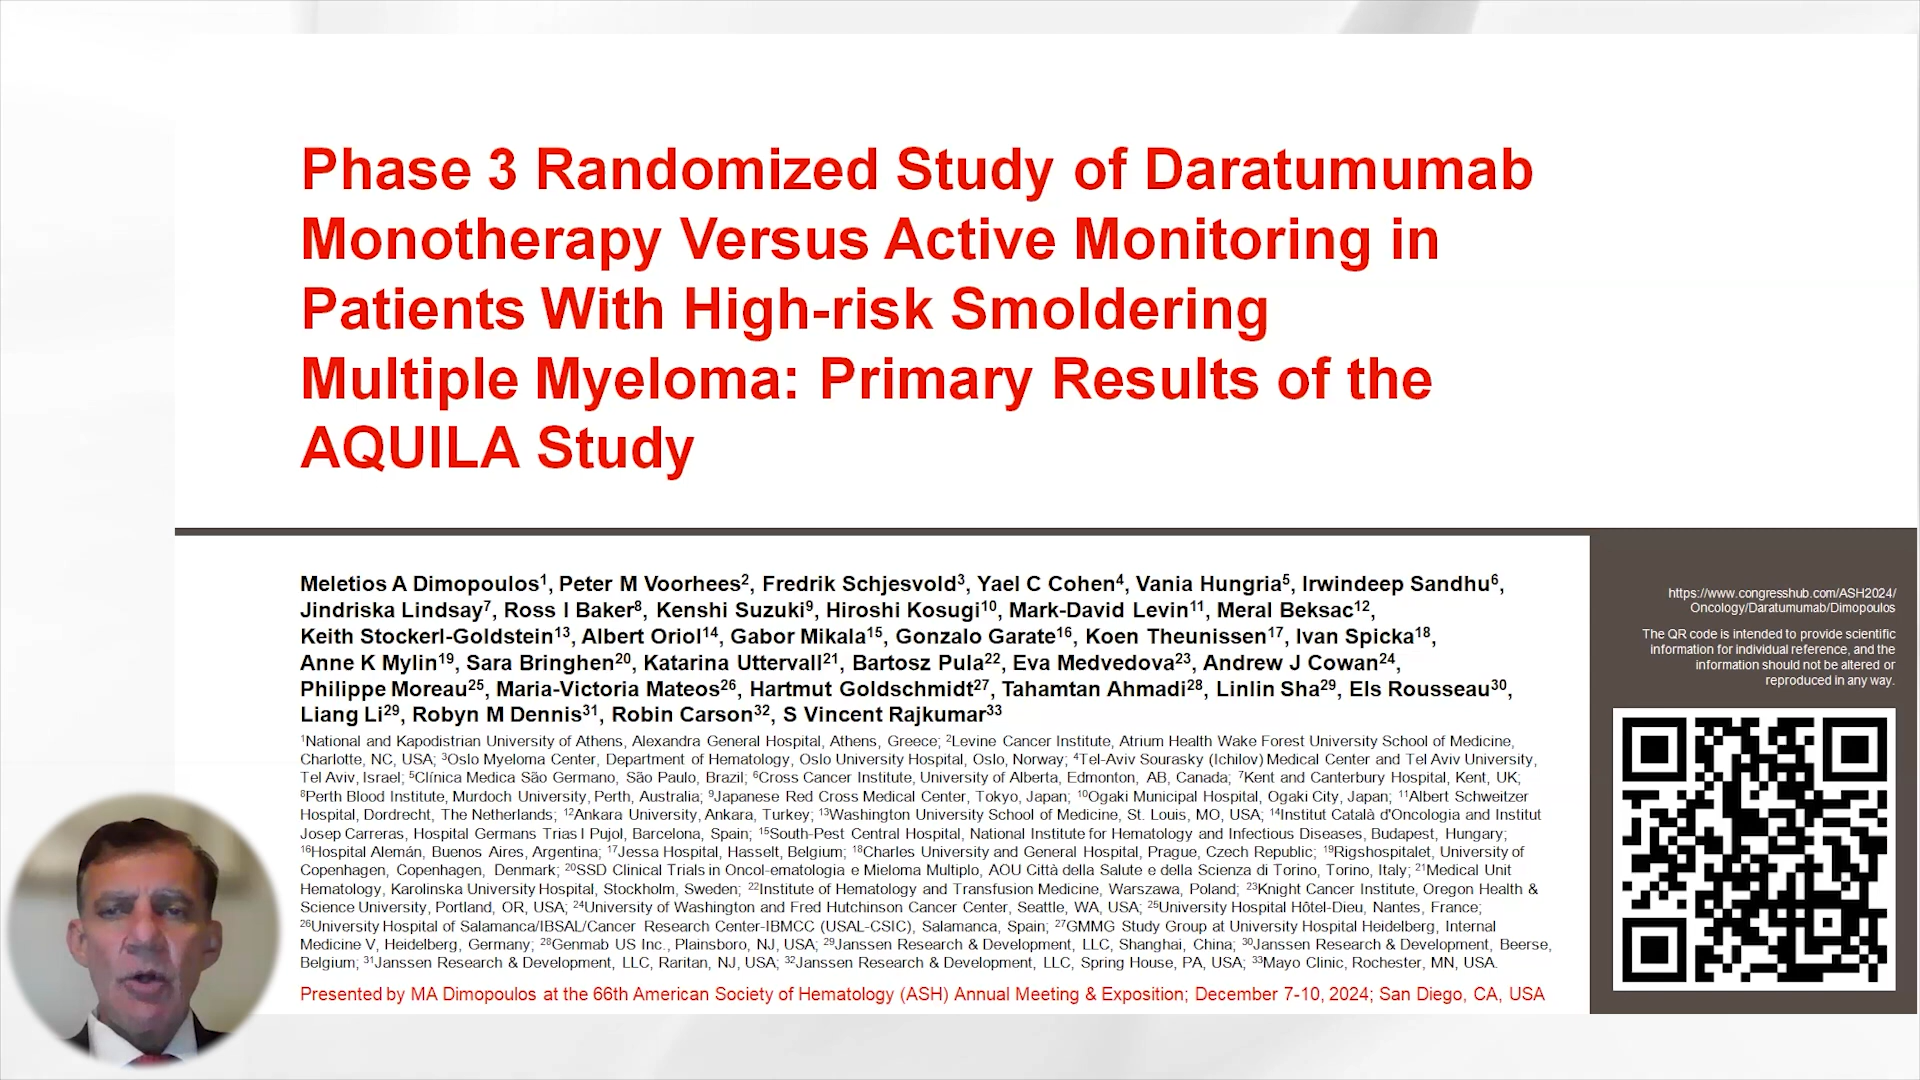 Phase 3 Randomized Study of Daratumumab
Monotherapy Versus Active Monitoring in
Patients With High-risk Smoldering
Multiple Myeloma: Primary Results of the
AQUILA Study
Meletios A Dimopoulos¹, Peter M Voorhees², Fredrik Schjesvold³, Yael C Cohen⁴, Vania Hungria⁵, Irwindeep Sandhu⁶,
Jindriska Lindsay⁷, Ross I Baker⁸, Kenshi Suzuki⁹, Hiroshi Kosugi¹⁰, Mark-David Levin¹¹, Meral Beksac¹²,
Keith Stockerl-Goldstein¹³, Albert Oriol¹⁴, Gabor Mikala¹⁵, Gonzalo Garate¹⁶, Koen Theunissen¹⁷, Ivan Spicka¹⁸,
Anne K Mylin¹⁹, Sara Bringhen²⁰, Katarina Uttervall²¹, Bartosz Pula²², Eva Medvedova²³, Andrew J Cowan²⁴,
Philippe Moreau²⁵, Maria-Victoria Mateos²⁶, Hartmut Goldschmidt²⁷, Tahamtan Ahmadi²⁸, Linlin Sha²⁹, Els Rousseau³⁰,
Liang Li²⁹, Robyn M Dennis³¹, Robin Carson³², S Vincent Rajkumar³³
¹National and Kapodistrian University of Athens, Alexandra General Hospital, Athens, Greece; ²Levine Cancer Institute, Atrium Health Wake Forest University School of Medicine,
Charlotte, NC, USA; ³Oslo Myeloma Center, Department of Hematology, Oslo University Hospital, Oslo, Norway; ⁴Tel-Aviv Sourasky (Ichilov) Medical Center and Tel Aviv University,
Tel Aviv, Israel; ⁵Clínica Medica São Germano, São Paulo, Brazil; ⁶Cross Cancer Institute, University of Alberta, Edmonton, AB, Canada; ⁷Kent and Canterbury Hospital, Kent, UK;
⁸Perth Blood Institute, Murdoch University, Perth, Australia; ⁹Japanese Red Cross Medical Center, Tokyo, Japan; ¹⁰Ogaki Municipal Hospital, Ogaki City, Japan; ¹¹Albert Schweitzer
Hospital, Dordrecht, The Netherlands; ¹²Ankara University, Ankara, Turkey; ¹³Washington University School of Medicine, St. Louis, MO, USA; ¹⁴Institut Català d'Oncologia and Institut
Josep Carreras, Hospital Germans Trias I Pujol, Barcelona, Spain; ¹⁵South-Pest Central Hospital, National Institute for Hematology and Infectious Diseases, Budapest, Hungary;
¹⁶Hospital Alemán, Buenos Aires, Argentina; ¹⁷Jessa Hospital, Hasselt, Belgium; ¹⁸Charles University and General Hospital, Prague, Czech Republic; ¹⁹Rigshospitalet, University of
Copenhagen, Copenhagen, Denmark; ²⁰SSD Clinical Trials in Oncol-ematologia e Mieloma Multiplo, AOU Città della Salute e della Scienza di Torino, Torino, Italy; ²¹Medical Unit
Hematology, Karolinska University Hospital, Stockholm, Sweden; ²²Institute of Hematology and Transfusion Medicine, Warszawa, Poland; ²³Knight Cancer Institute, Oregon Health &
Science University, Portland, OR, USA; ²⁴University of Washington and Fred Hutchinson Cancer Center, Seattle, WA, USA; ²⁵University Hospital Hôtel-Dieu, Nantes, France;
²⁶University Hospital of Salamanca/IBSAL/Cancer Research Center-IBMCC (USAL-CSIC), Salamanca, Spain; ²⁷GMMG Study Group at University Hospital Heidelberg, Internal
Medicine V, Heidelberg, Germany; ²⁸Genmab US Inc., Plainsboro, NJ, USA; ²⁹Janssen Research & Development, LLC, Shanghai, China; ³⁰Janssen Research & Development, Beerse,
Belgium; ³¹Janssen Research & Development, LLC, Raritan, NJ, USA; ³²Janssen Research & Development, LLC, Spring House, PA, USA; ³³Mayo Clinic, Rochester, MN, USA.
Presented by MA Dimopoulos at the 66th American Society of Hematology (ASH) Annual Meeting & Exposition; December 7-10, 2024; San Diego, CA, USA
https://www.congresshub.com/ASH2024/
Oncology/Daratumumab/Dimopoulos
The QR code is intended to provide scientific
information for individual reference, and the
information should not be altered or
reproduced in any way.